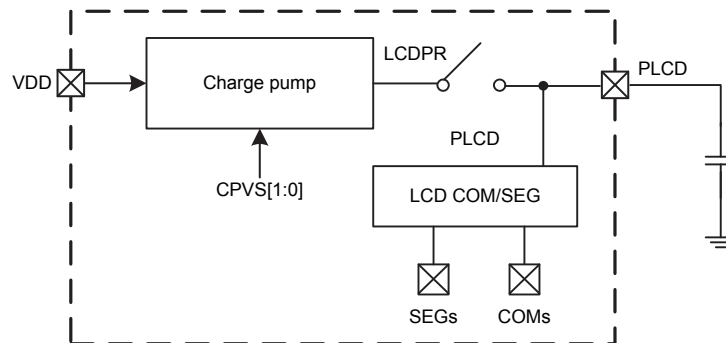 LCDPR
PLCD
VDD
Charge pump
PLCD
CPVS[1:0]
LCD COM/SEG
SEGs
COMs